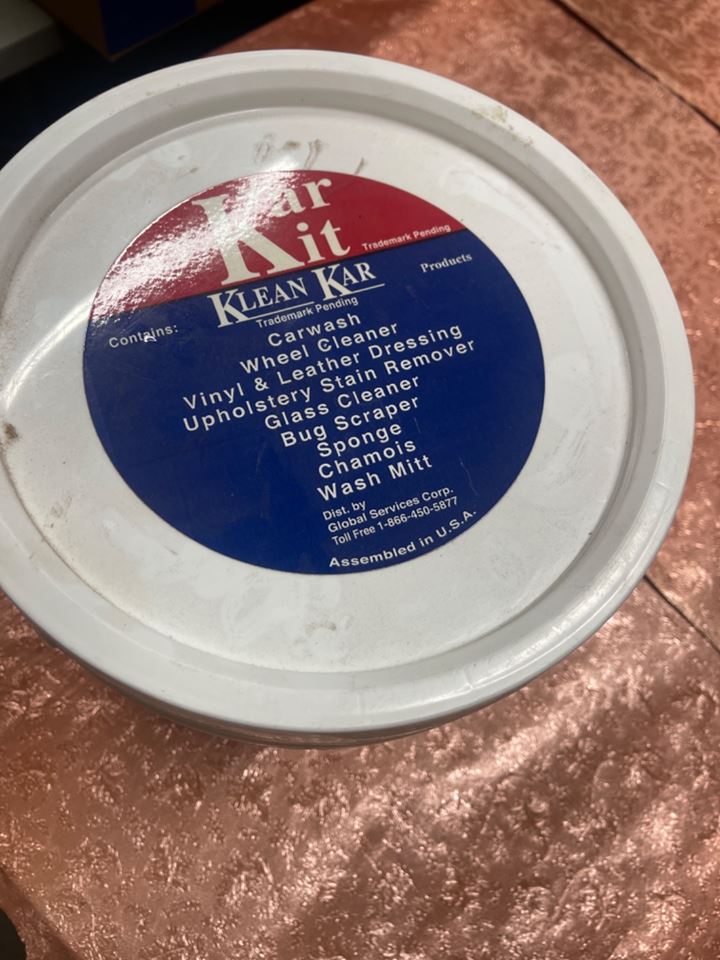 Kar
Kit
Trademark Pending
KLEAN KAR Products
Trademark Pending
Contains:
Carwash
Wheel Cleaner
Vinyl & Leather Dressing
Upholstery Stain Remover
Glass Cleaner
Bug Scraper
Sponge
Chamois
Wash Mitt
Dist. by
Global Services Corp.
Toll Free 1-866-450-5877
Assembled in U.S.A.